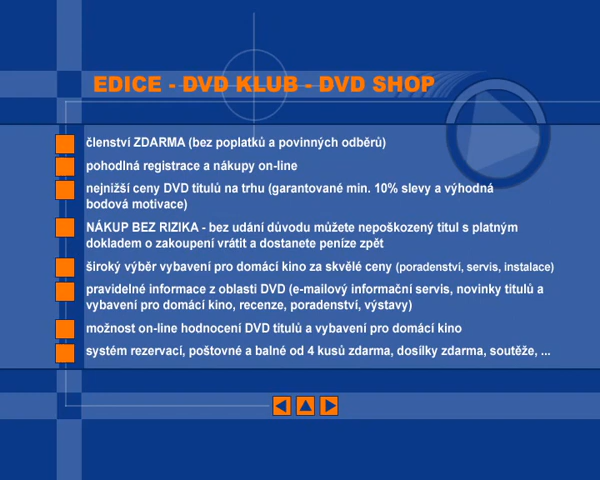 EDICE - DVD KLUB - DVD SHOP
členství ZDARMA (bez poplatků a povinných odběrů)
pohodlná registrace a nákupy on-line
nejnižší ceny DVD titulů na trhu (garantované min. 10% slevy a výhodná
bodová motivace)
NÁKUP BEZ RIZIKA - bez udání důvodu můžete nepoškozený titul s platným
dokladem o zakoupení vrátit a dostanete peníze zpět
široký výběr vybavení pro domácí kino za skvělé ceny (poradenství, servis, instalace)
pravidelné informace z oblasti DVD (e-mailový informační servis, novinky titulů a
vybavení pro domácí kino, recenze, poradenství, výstavy)
možnost on-line hodnocení DVD titulů a vybavení pro domácí kino
systém rezervací, poštovné a balné od 4 kusů zdarma, dosílky zdarma, soutěže, ...